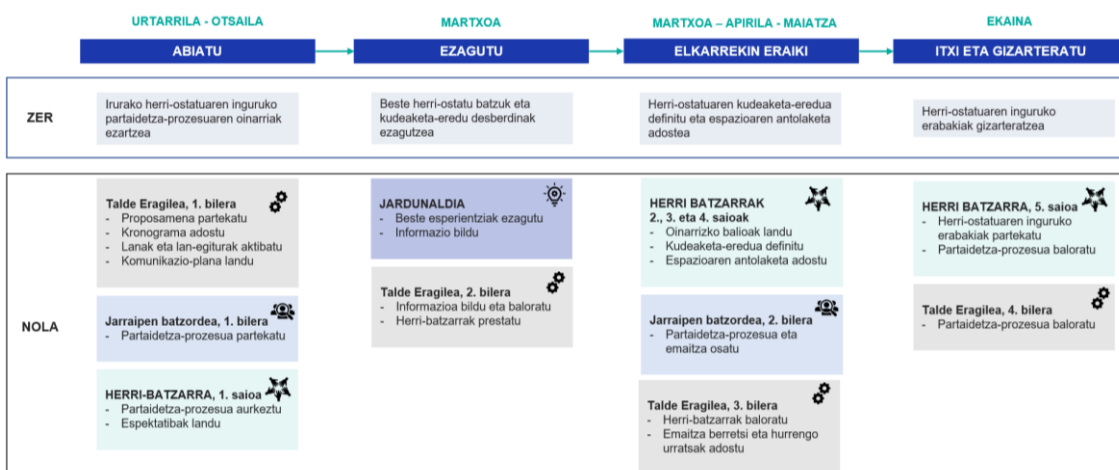 URTARRILA - OTSAILA
MARTXOA
MARTXOA – APIRILA - MAIATZA
EKAINA
ABIATU
EZAGUTU
ELKARREKIN ERAIKI
ITXI ETA GIZARTERATU
ZER
Irurako herri-ostatuaren inguruko
partaidetza-prozesuaren oinarriak
ezartzea
Beste herri-ostatu batzuk eta
kudeaketa-eredu desberdinak
ezagutzea
Herri-ostatuaren kudeaketa-eredua
definitu eta espazioaren antolaketa
adostea
Herri-ostatuaren inguruko
erabakiak gizarteratzea
NOLA
Talde Eragilea, 1. bilera
- Proposamena partekatu
- Kronograma adostu
- Lanak eta lan-egiturak aktibatu
- Komunikazio-plana landu
Jarraipen batzordea, 1. bilera
- Partaidetza-prozesua partekatu
HERRI-BATZARRA, 1. saioa
- Partaidetza-prozesua aurkeztu
- Espektatibak landu
JARDUNALDIA
- Beste esperientziak ezagutu
- Informazio bildu
Talde Eragilea, 2. bilera
- Informazioa bildu eta baloratu
- Herri-batzarrak prestatu
HERRI BATZARRAK
2., 3. eta 4. saioak
- Oinarrizko balioak landu
- Kudeaketa-eredua definitu
- Espazioaren antolaketa adostu
Jarraipen batzordea, 2. bilera
- Partaidetza-prozesua eta
emaitza osatu
Talde Eragilea, 3. bilera
- Herri-batzarrak baloratu
- Emaitza berretsi eta hurrengo
urratsak adostu
HERRI BATZARRA, 5. saioa
- Herri-ostatuaren inguruko
erabakiak partekatu
- Partaidetza-prozesua baloratu
Talde Eragilea, 4. bilera
- Partaidetza-prozesua baloratu